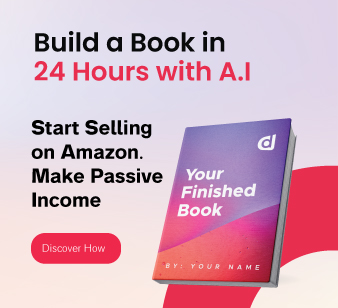 Build a Book in
24 Hours with A.I
Start Selling
on Amazon.
Make Passive
Income
Discover How
d
Your
Finished
Book
BY: YOUR NAME